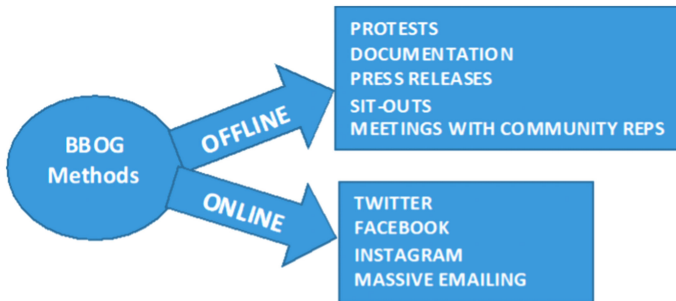 BBOG
Methods
OFFLINE
PROTESTS
DOCUMENTATION
PRESS RELEASES
SIT-OUTS
MEETINGS WITH COMMUNITY REPS
ONLINE
TWITTER
FACEBOOK
INSTAGRAM
MASSIVE EMAILING